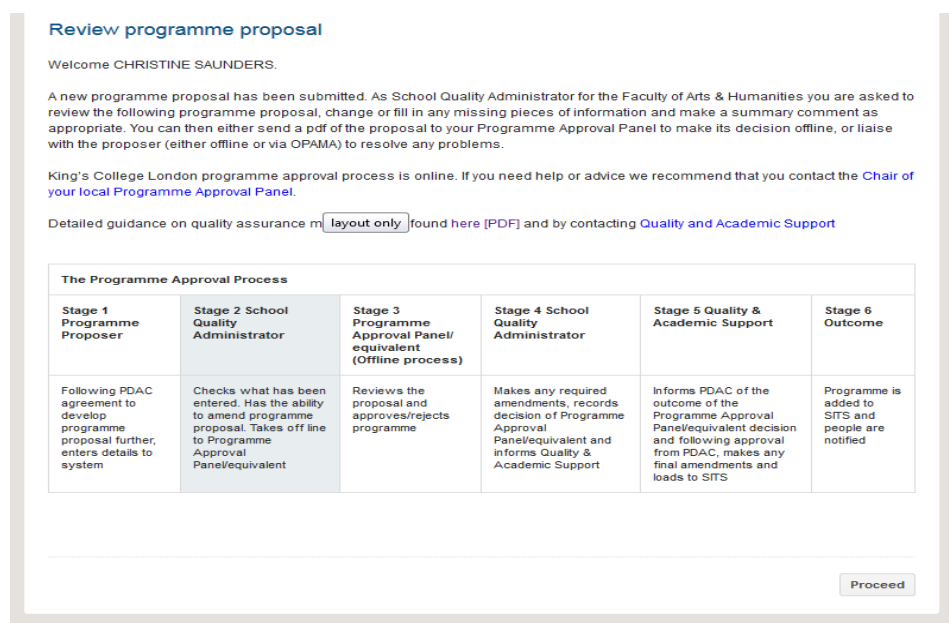 Review programme proposal
Welcome CHRISTINE SAUNDERS.
A new programme proposal has been submitted. As School Quality Administrator for the Faculty of Arts & Humanities you are asked to
review the following programme proposal, change or fill in any missing pieces of information and make a summary comment as
appropriate. You can then either send a pdf of the proposal to your Programme Approval Panel to make its decision offline, or liaise
with the proposer (either offline or via OPAMA) to resolve any problems.
King's College London programme approval process is online. If you need help or advice we recommend that you contact the Chair of
your local Programme Approval Panel.
Detailed guidance on quality assurance m layout only found here [PDF] and by contacting Quality and Academic Support
The Programme Approval Process
Stage 1
Programme
Proposer
Stage 2 School
Quality
Administrator
Stage 3
Programme
Approval Panel/
equivalent
(Offline process)
Stage 4 School
Quality
Administrator
Stage 5 Quality &
Academic Support
Stage 6
Outcome
Following PDAC
agreement to
develop
programme
proposal further,
enters details to
system
Checks what has been
entered. Has the ability
to amend programme
proposal. Takes off line
to Programme
Approval
Panel/equivalent
Reviews the
proposal and
approves/rejects
programme
Makes any required
amendments, records
decision of Programme
Approval
Panel/equivalent and
informs Quality &
Academic Support
Informs PDAC of the
outcome of the
Programme Approval
Panel/equivalent decision
and following approval
from PDAC, makes any
final amendments and
loads to SITS
Programme is
added to
SITS and
people are
notified
Proceed